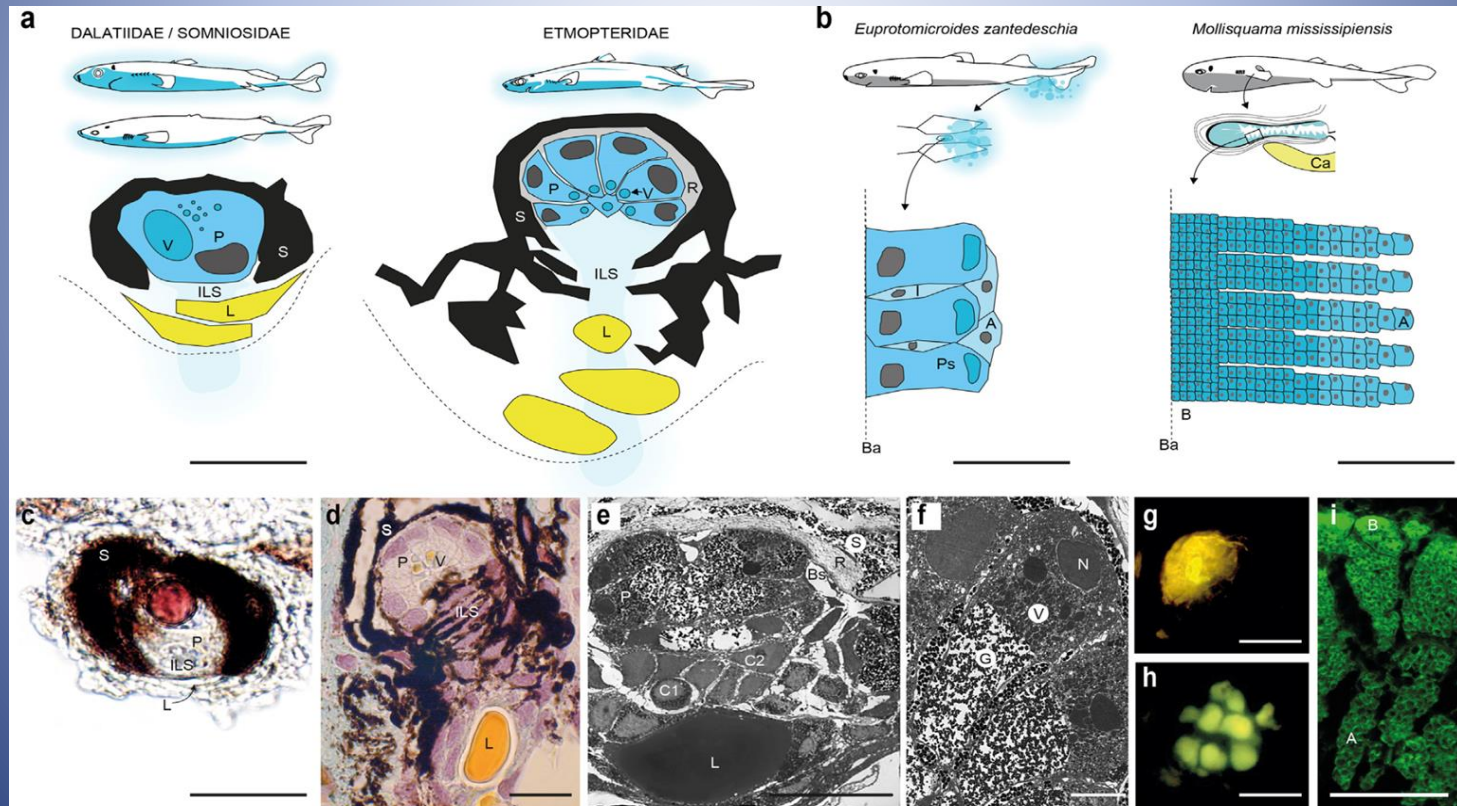 a
DALATIIDAE / SOMNIOSIDAE
ETMOPTERIDAE
V
P
S
ILS
L
P
V
R
S
ILS
L
b
Euprotomicroides zantedeschia
Mollisquama mississipiensis
Ca
I
A
Ps
Ba
A
B
Ba
c
S
P
ILS
L
d
S
P
V
ILS
L
e
S
R
Bs
P
C2
C1
L
f
N
V
G
g
h
i
B
A